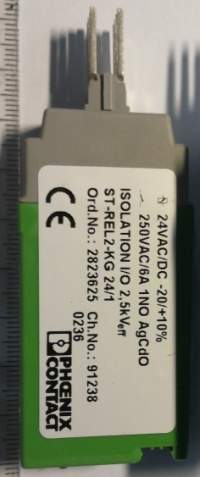 24VAC/DC -20/+10%
250VAC/6A 1NO AgCdO
ISOLATION I/O 2,5kVeff
ST-REL2-KG 24/1
Ord.No.: 2823625 Ch.No.: 91238
0236
CE
PHŒNIX
CONTACT